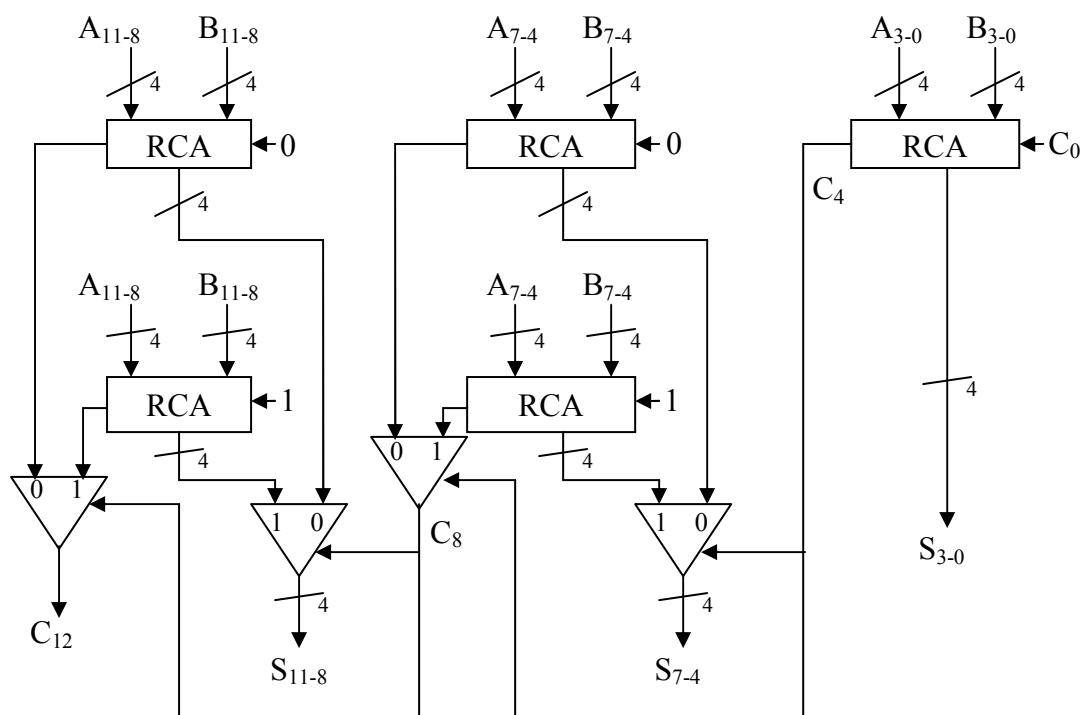 A₁₁₋₈ B₁₁₋₈ A₇₋₄ B₇₋₄ A₃₋₀ B₃₋₀
4 4 4 4 4 4
RCA 0 RCA 0 RCA C₀
C₄
4 4
A₁₁₋₈ B₁₁₋₈ A₇₋₄ B₇₋₄
4 4 4 4
RCA 1 RCA 1 4
4 0 1 4
0 1 1 0 C₈ 1 0
S₃₋₀
4 4
C₁₂ S₁₁₋₈ S₇₋₄